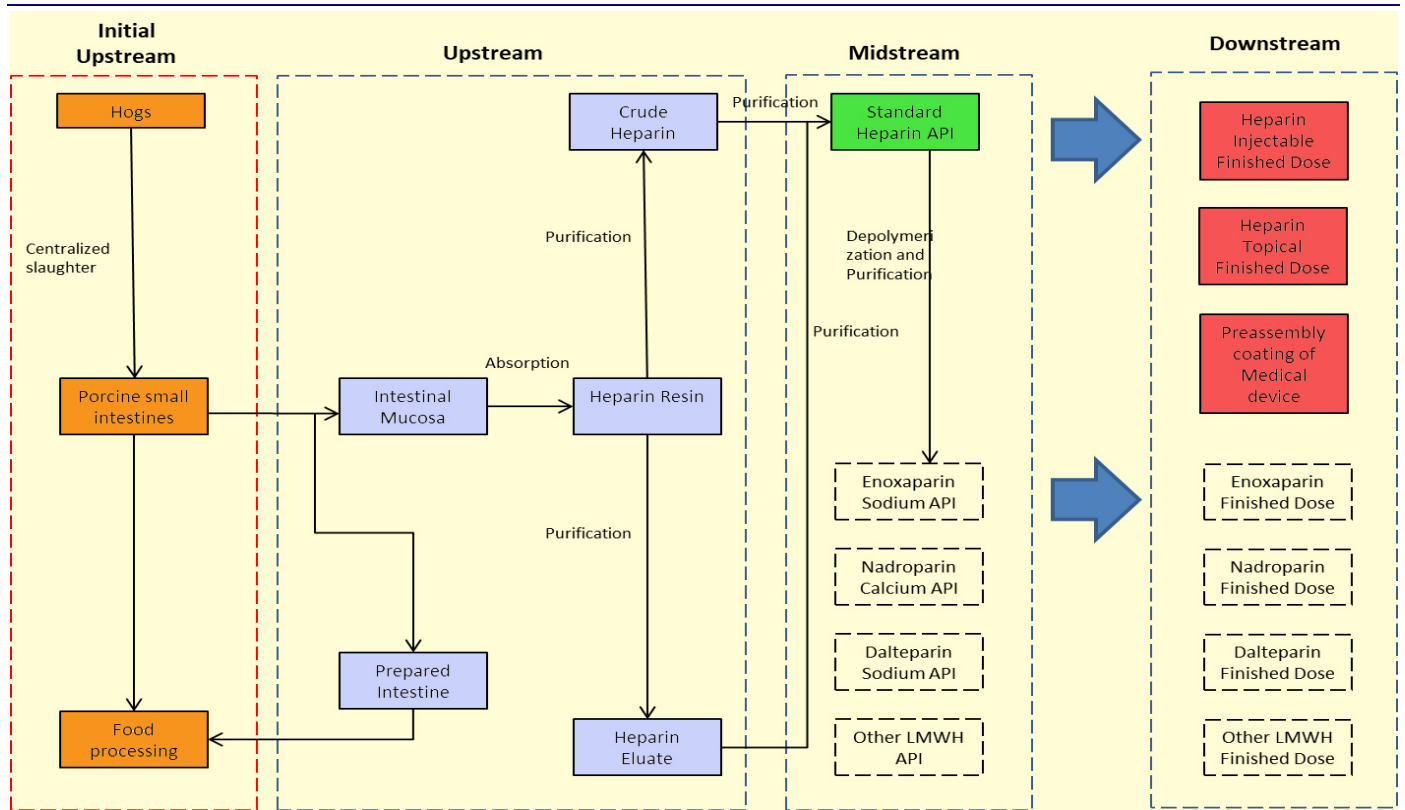 Initial
Upstream
Upstream
Midstream
Downstream
Hogs
Centralized
slaughter
Porcine small
intestines
Food
processing
Crude
Heparin
Purification
Absorption
Intestinal
Mucosa
Heparin Resin
Purification
Prepared
Intestine
Heparin
Eluate
Purification
Standard
Heparin API
Depolymeri
zation and
Purification
Purification
Enoxaparin
Sodium API
Nadroparin
Calcium API
Dalteparin
Sodium API
Other LMWH
API
Heparin
Injectable
Finished Dose
Heparin
Topical
Finished Dose
Preassembly
coating of
Medical
device
Enoxaparin
Finished Dose
Nadroparin
Finished Dose
Dalteparin
Finished Dose
Other LMWH
Finished Dose